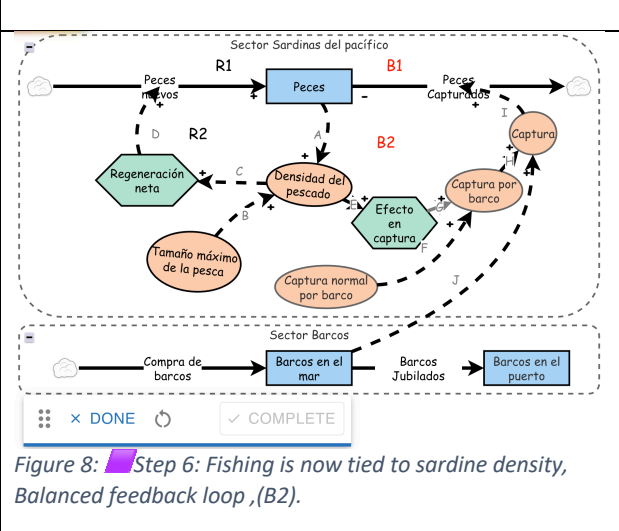 Sector Sardinas del pacífico
R1
B1
Peces
nuevos
+
+
Peces
-
Peces
Capturados
+
I
D
R2
A
B2
Captura
+
+
H
Regeneración
neta
+
C
+
Densidad del
pescado
+
E
+
Efecto
en
captura
G
+
Captura por
barco
+
B
+
F
Tamaño máximo
de la pesca
Captura normal
por barco
J
Sector Barcos
Compra de
barcos
Barcos en el
mar
Barcos
Jubilados
Barcos en el
puerto
× DONE
✓ COMPLETE
Figure 8: Step 6: Fishing is now tied to sardine density,
Balanced feedback loop ,(B2).